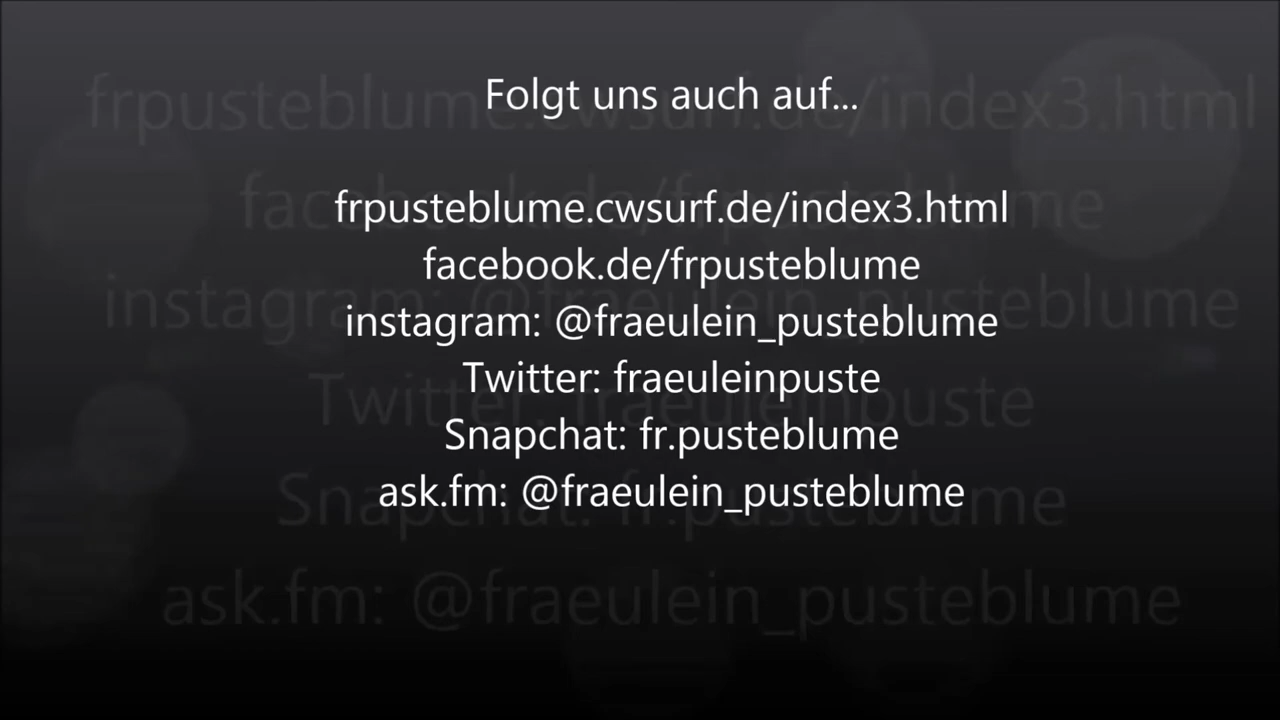 Folgt uns auch auf...
frpusteblume.cwsurf.de/index3.html
facebook.de/frpusteblume
instagram: @fraeulein_pusteblume
Twitter: fraeuleinpuste
Snapchat: fr.pusteblume
ask.fm: @fraeulein_pusteblume